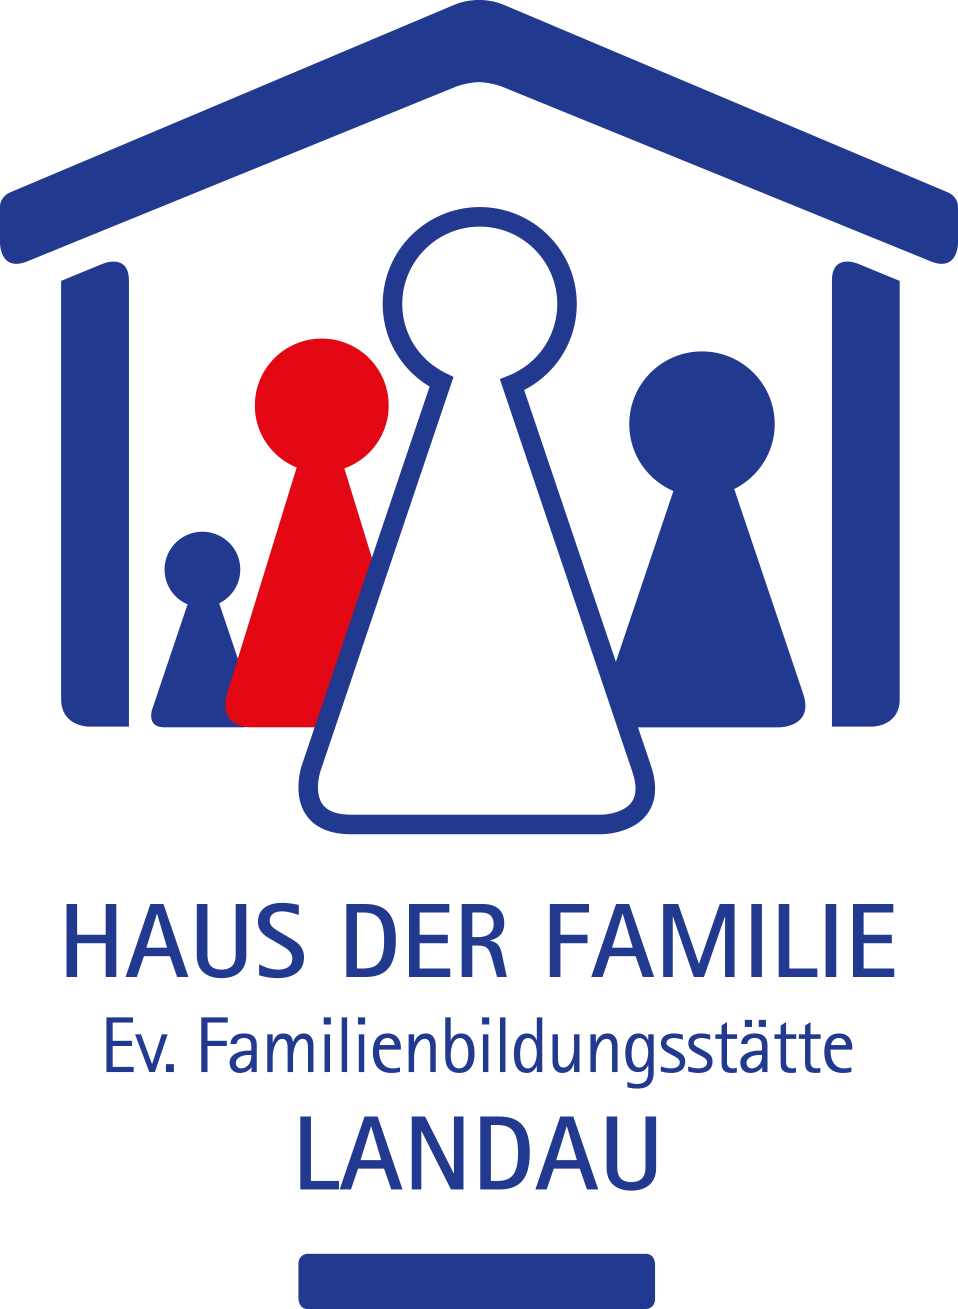 HAUS DER FAMILIE
Ev. Familienbildungsstätte
LANDAU